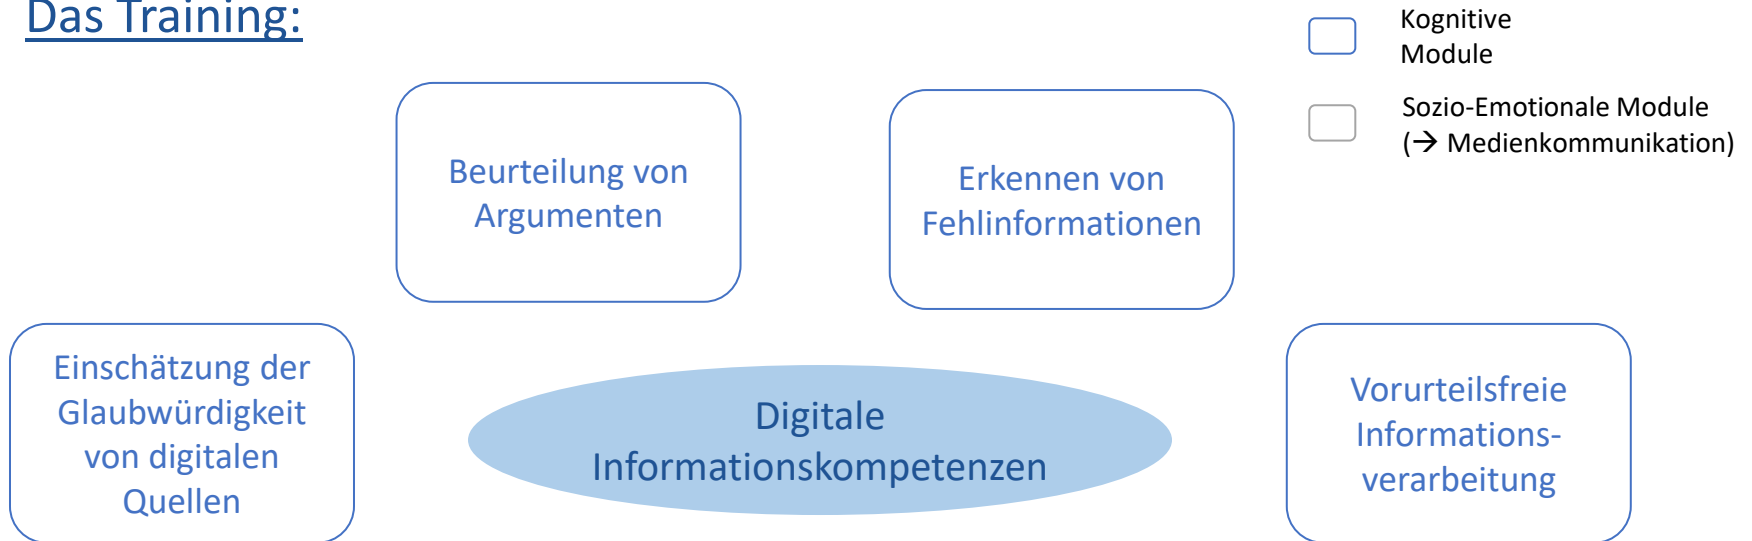 Das Training:
Kognitive
Module
Sozio-Emotionale Module
(→ Medienkommunikation)
Beurteilung von
Argumenten
Erkennen von
Fehlinformationen
Einschätzung der
Glaubwürdigkeit
von digitalen
Quellen
Digitale
Informationskompetenzen
Vorurteilsfreie
Informations-
verarbeitung